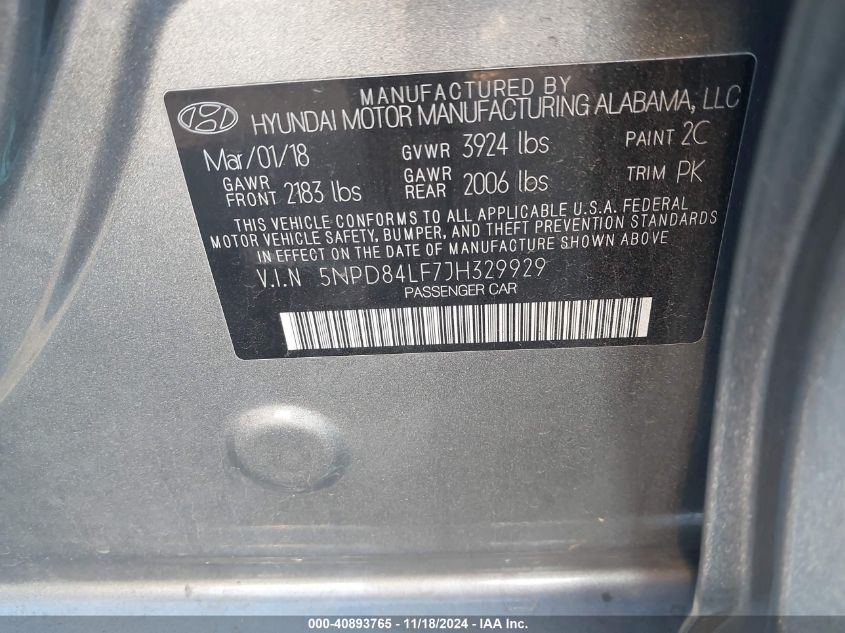 MANUFACTURED BY
HYUNDAI MOTOR MANUFACTURING ALABAMA, LLC
Mar/01/18 GVWR 3924 lbs PAINT 2C
GAWR FRONT 2183 lbs GAWR REAR 2006 lbs TRIM PK
THIS VEHICLE CONFORMS TO ALL APPLICABLE U.S.A. FEDERAL
MOTOR VEHICLE SAFETY, BUMPER, AND THEFT PREVENTION STANDARDS
IN EFFECT ON THE DATE OF MANUFACTURE SHOWN ABOVE.
V.I.N 5NPD84LF7JH329929
PASSENGER CAR
000-40893765 - 11/18/2024 - IAAI.COM